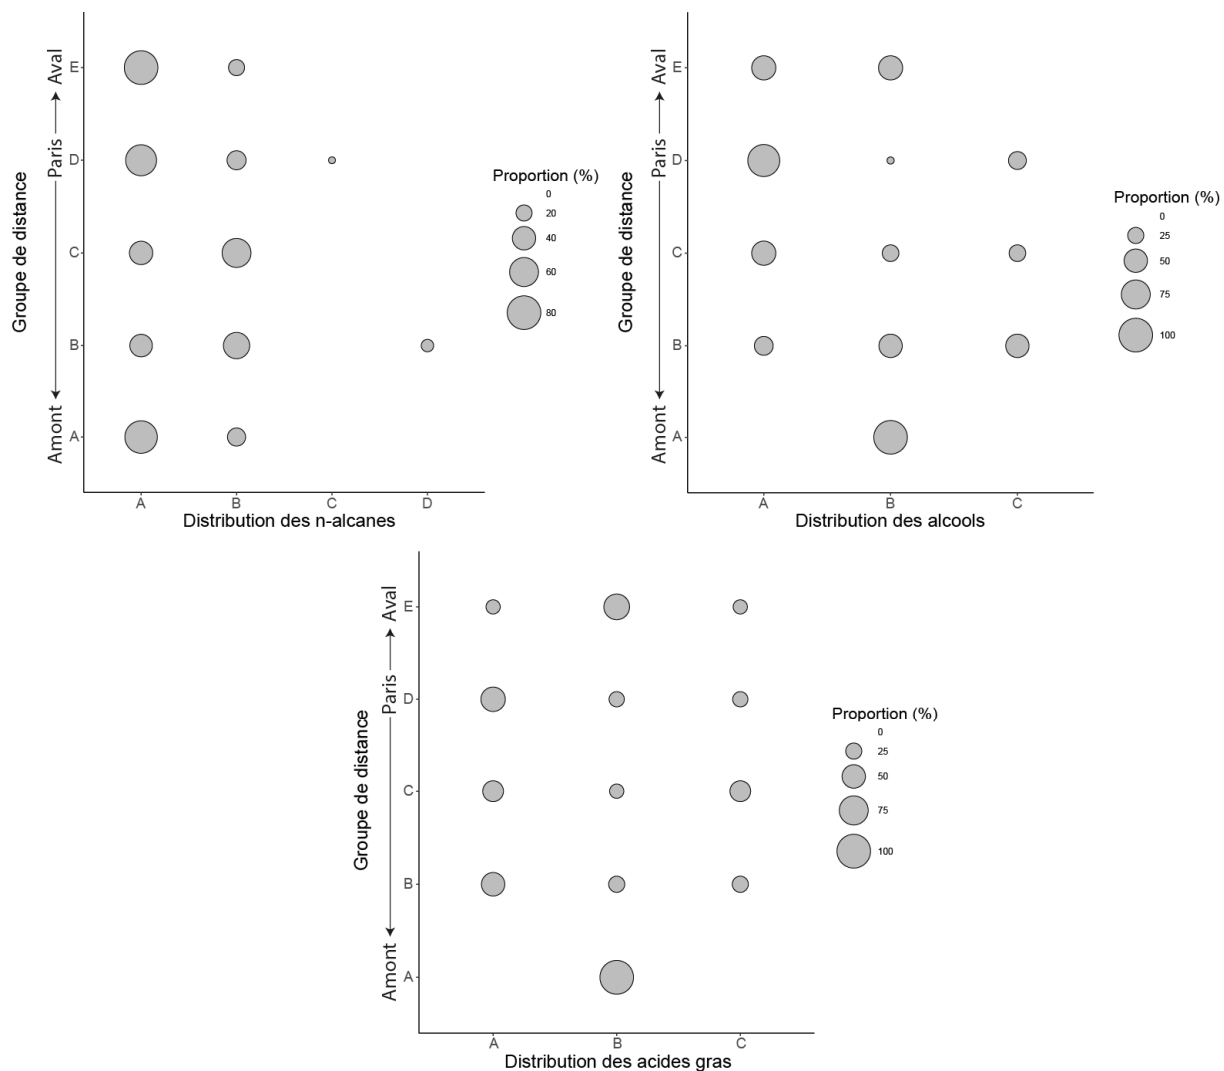 Groupe de distance
Amont
Paris
Aval
E
D
C
B
A
A B C D
Distribution des n-alcanes
Proportion (%)
0
20
40
60
80
Groupe de distance
Amont
Paris
Aval
E
D
C
B
A
A B C
Distribution des alcools
Proportion (%)
0
25
50
75
100
Groupe de distance
Amont
Paris
Aval
E
D
C
B
A
A B C
Distribution des acides gras
Proportion (%)
0
25
50
75
100